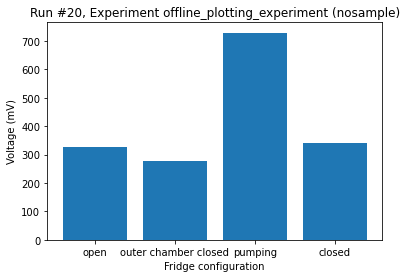 Run #20, Experiment offline_plotting_experiment (nosample)
Voltage (mV)
700
600
500
400
300
200
100
0
open outer chamber closed pumping closed
Fridge configuration